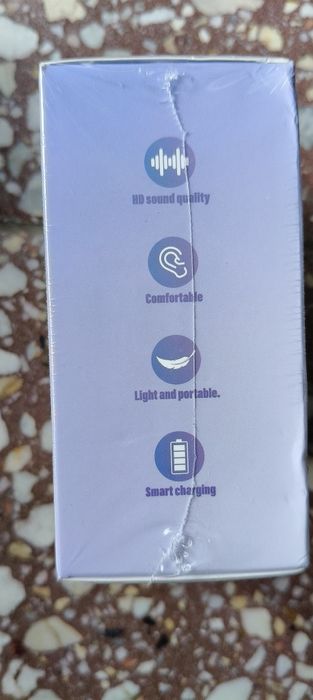 HD sound quality
Comfortable
Light and portable.
Smart charging